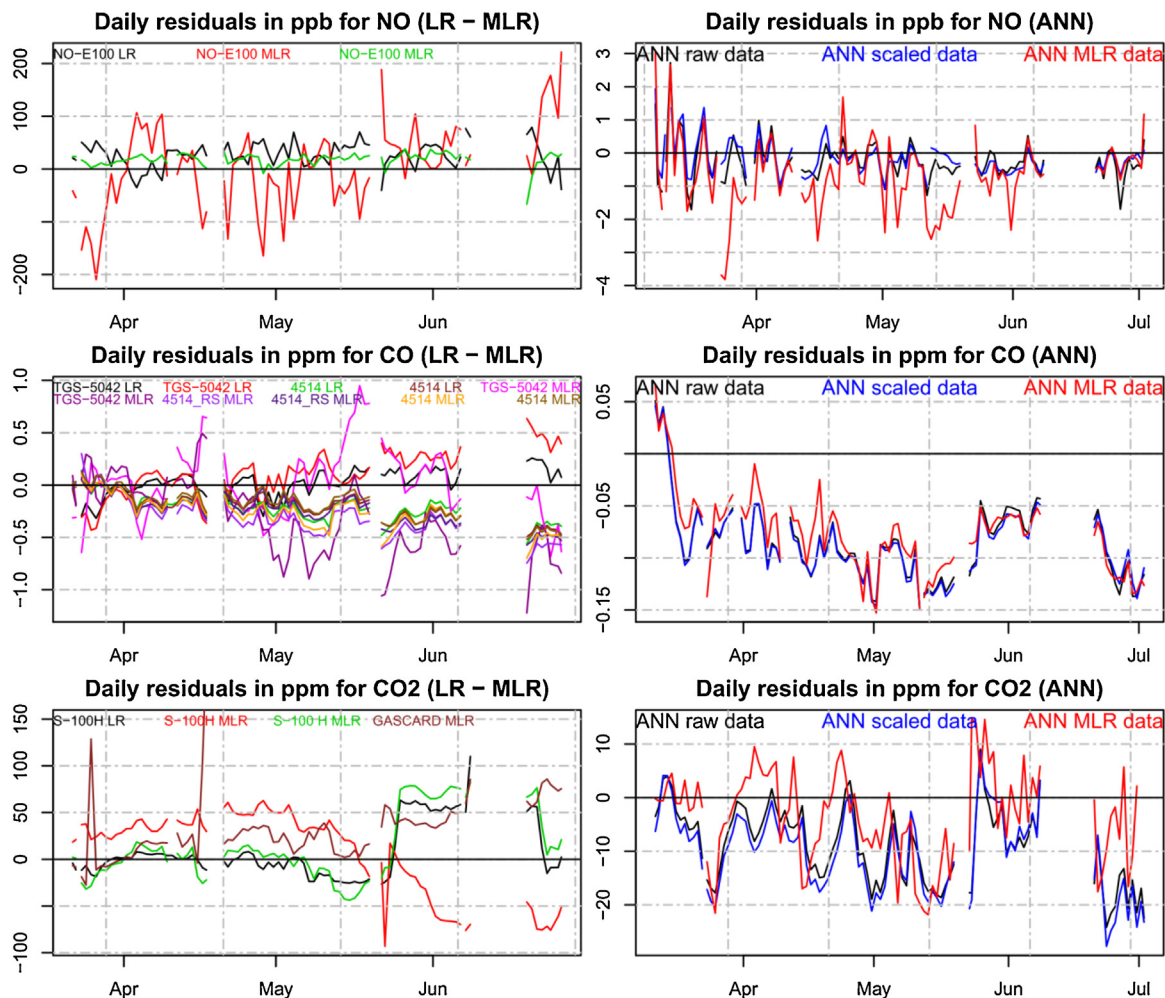 Daily residuals in ppb for NO (LR − MLR)
NO−E100 LR NO−E100 MLR NO−E100 MLR
200
100
0
−200
Apr May Jun
Daily residuals in ppb for NO (ANN)
ANN raw data ANN scaled data ANN MLR data
3
2
1
0
−2
−4
Apr May Jun Jul
Daily residuals in ppm for CO (LR − MLR)
TGS−5042 LR TGS−5042 LR 4514 LR 4514 LR TGS−5042 MLR
TGS−5042 MLR 4514_RS MLR 4514_RS MLR 4514 MLR 4514 MLR
1.0
0.5
0.0
−0.5
−1.0
Apr May Jun
Daily residuals in ppm for CO (ANN)
ANN raw data ANN scaled data ANN MLR data
0.05
−0.05
−0.15
Apr May Jun Jul
Daily residuals in ppm for CO2 (LR − MLR)
S−100H LR S−100H MLR S−100 H MLR GASCARD MLR
150
100
50
0
−100
Apr May Jun
Daily residuals in ppm for CO2 (ANN)
ANN raw data ANN scaled data ANN MLR data
10
0
−10
−20
Apr May Jun Jul